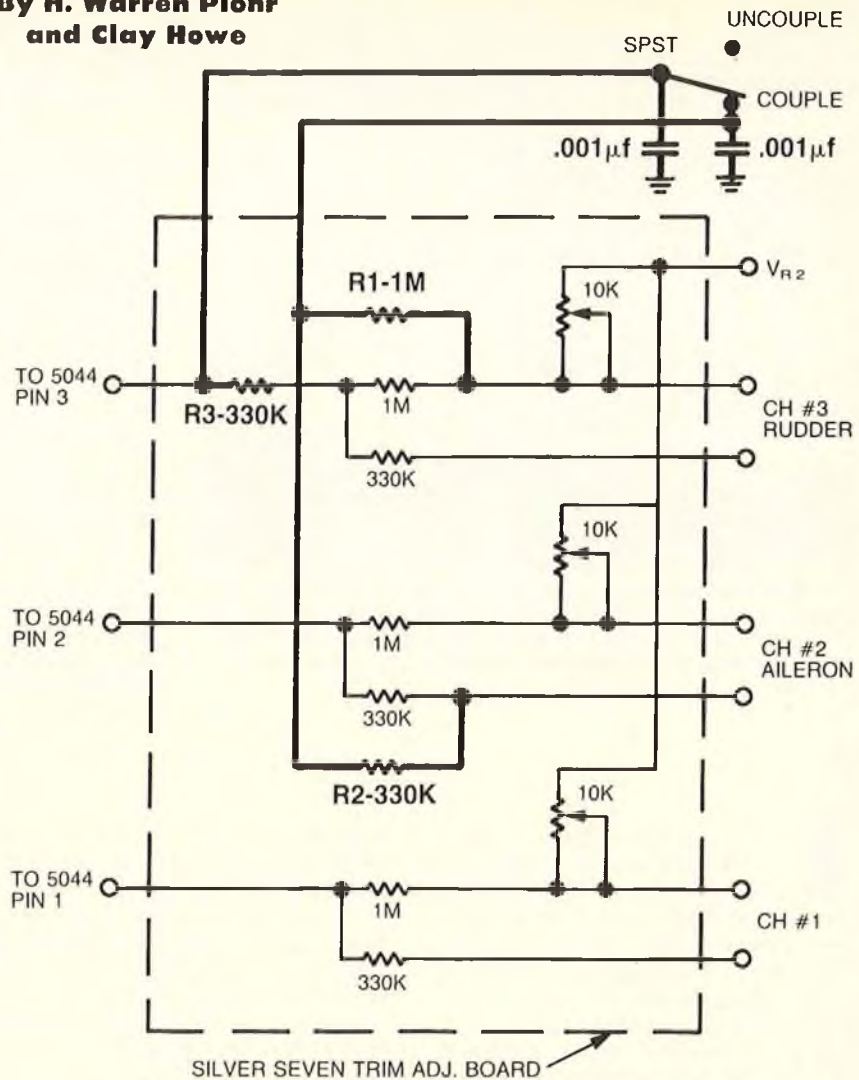 By H. Warren Plohr
and Clay Howe
UNCOUPLE
SPST
COUPLE
.001µf
.001µf
V R 2
R1-1M
10K
TO 5044
PIN 3
R3-330K
1M
CH #3
RUDDER
330K
10K
TO 5044
PIN 2
1M
CH #2
AILERON
330K
R2-330K
10K
TO 5044
PIN 1
1M
CH #1
330K
SILVER SEVEN TRIM ADJ. BOARD